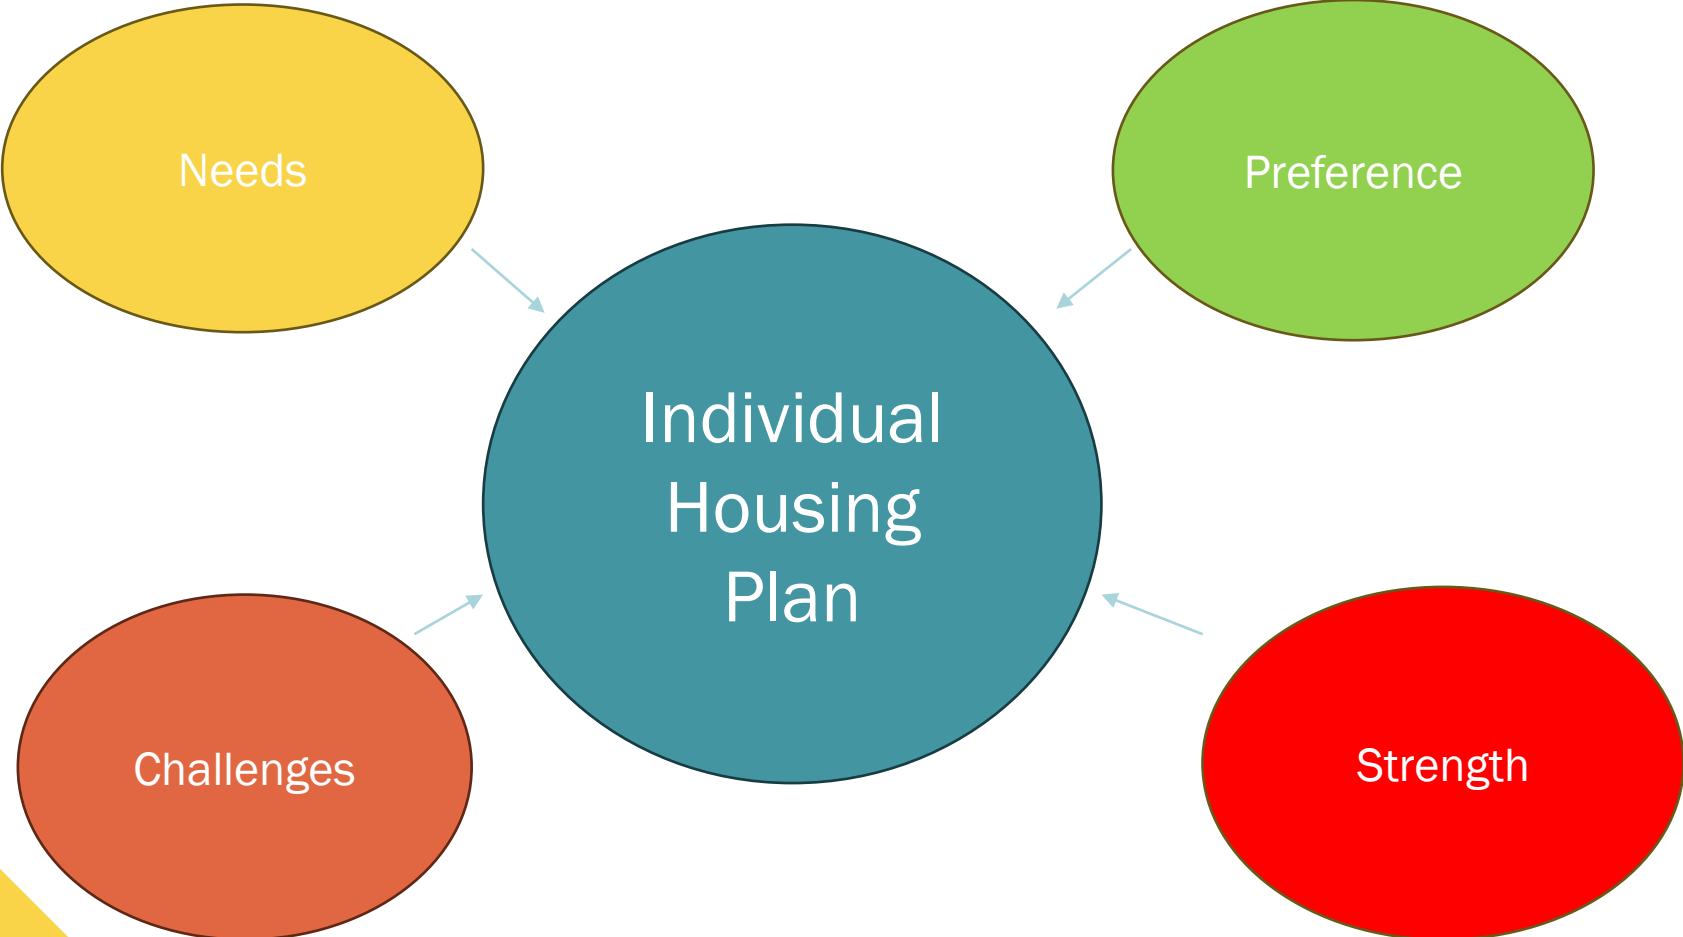 Needs
Preference
Individual
Housing
Plan
Challenges
Strength